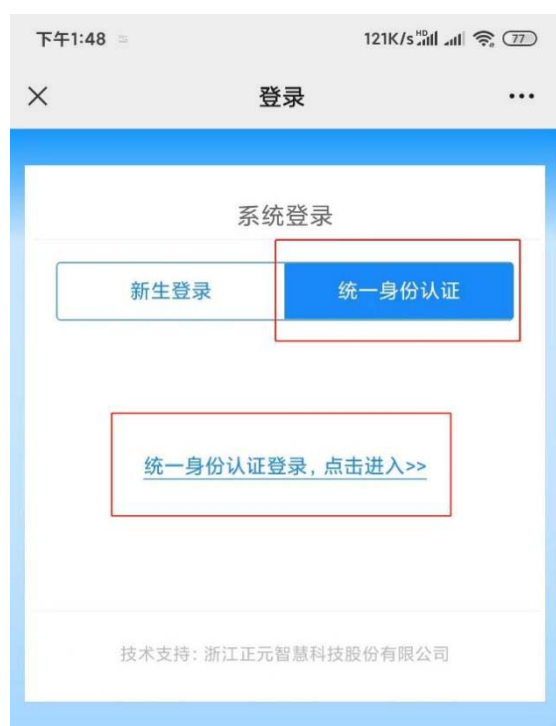 下午1:48 121K/s HD 77
登录
系统登录
新生登录 统一身份认证
统一身份认证登录，点击进入>>
技术支持：浙江正元智慧科技股份有限公司